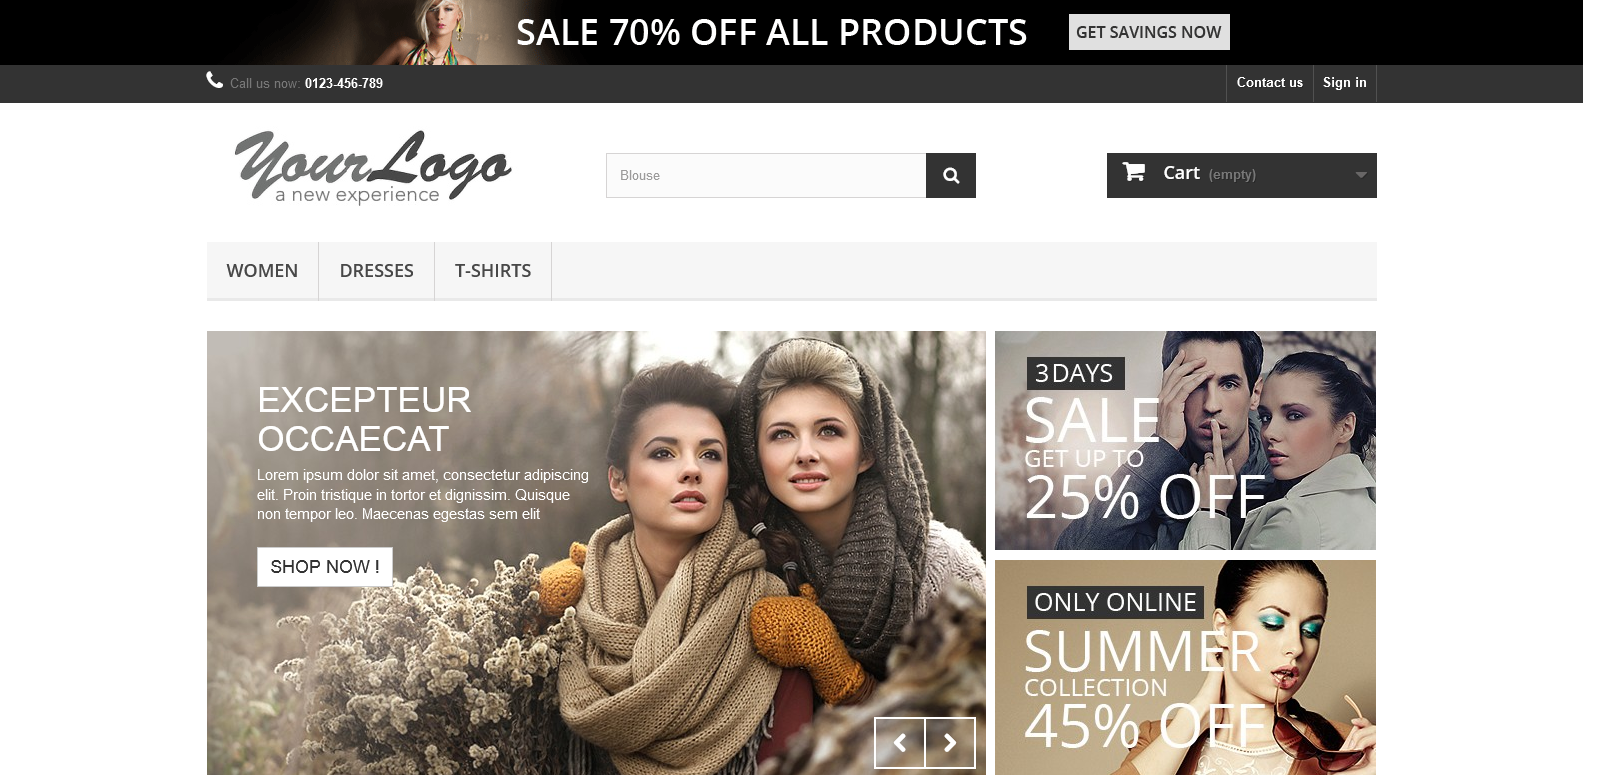 SALE 70% OFF ALL PRODUCTS
GET SAVINGS NOW
Call us now: 0123-456-789
Contact us
Sign in
YourLogo
a new experience
Blouse
Cart (empty)
WOMEN
DRESSES
T-SHIRTS
EXCEPTEUR
OCCAECAT
Lorem ipsum dolor sit amet, consectetur adipiscing
elit. Proin tristique in tortor et dignissim. Quisque
non tempor leo. Maecenas egestas sem elit
SHOP NOW !
3 DAYS
SALE
GET UP TO
25% OFF
ONLY ONLINE
SUMMER
COLLECTION
45% OFF